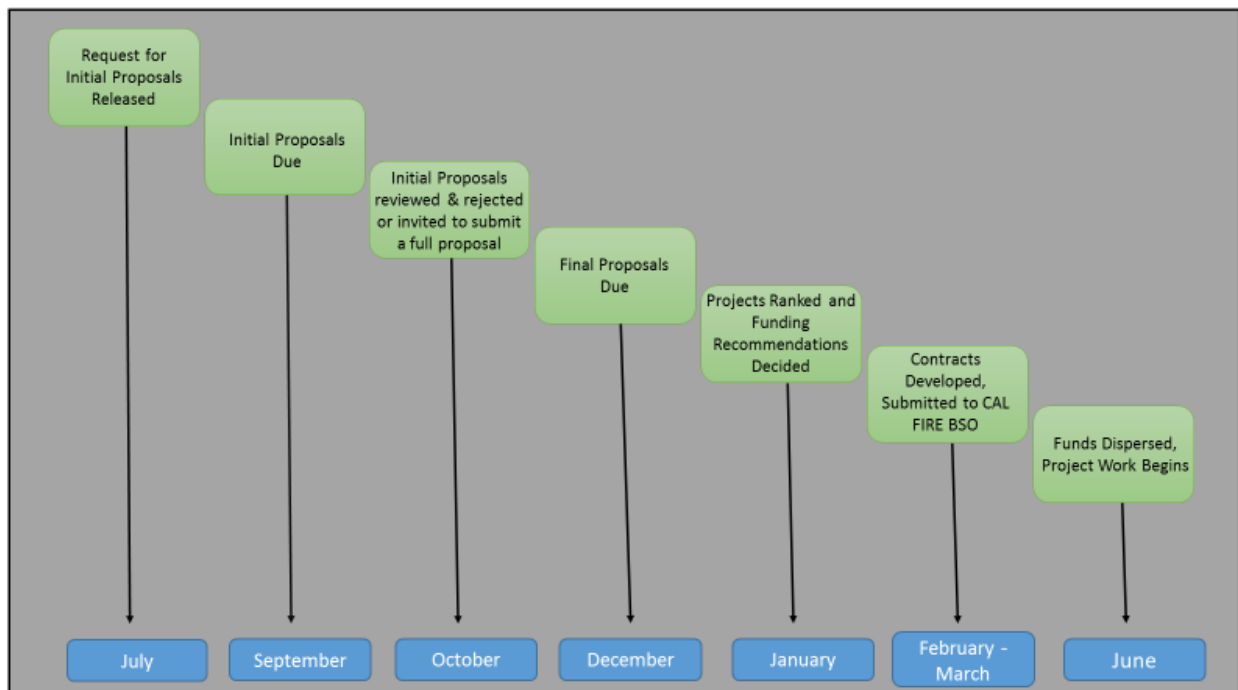 Request for
Initial Proposals
Released
Initial Proposals
Due
Initial Proposals
reviewed & rejected
or invited to submit
a full proposal
Final Proposals
Due
Projects Ranked and
Funding
Recommendations
Decided
Contracts
Developed,
Submitted to CAL
FIRE BSO
Funds Dispersed,
Project Work Begins
July
September
October
December
January
February -
March
June